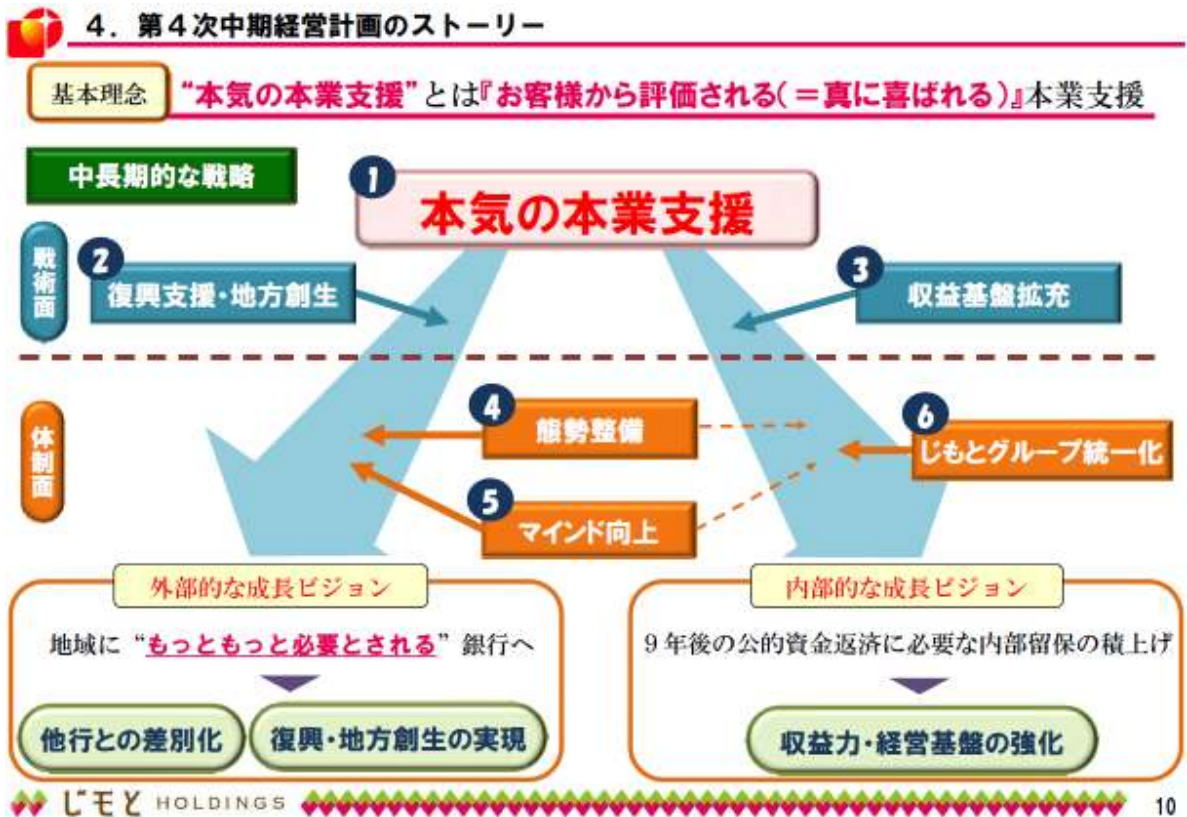 4．第4次中期経営計画のストーリー
基本理念
“本気の本業支援”とは『お客様から評価される(＝真に喜ばれる)』本業支援
中長期的な戦略
1
本気の本業支援
戦術面
2
復興支援・地方創生
3
収益基盤拡充
体制面
4
態勢整備
5
マインド向上
6
じもとグループ統一化
外部的な成長ビジョン
地域に“もっともっと必要とされる”銀行へ
他行との差別化
復興・地方創生の実現
内部的な成長ビジョン
9年後の公的資金返済に必要な内部留保の積上げ
収益力・経営基盤の強化
じモと HOLDINGS
10